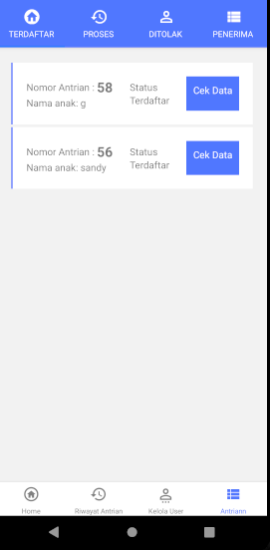 TERDAFTAR PROSES DITOLAK PENERIMA
Nomor Antrian : 58 Status Cek Data
Nama anak: g Terdaftar
Nomor Antrian : 56 Status Cek Data
Nama anak: sandy Terdaftar
Home Riwayat Antrian Kelola User Antriann